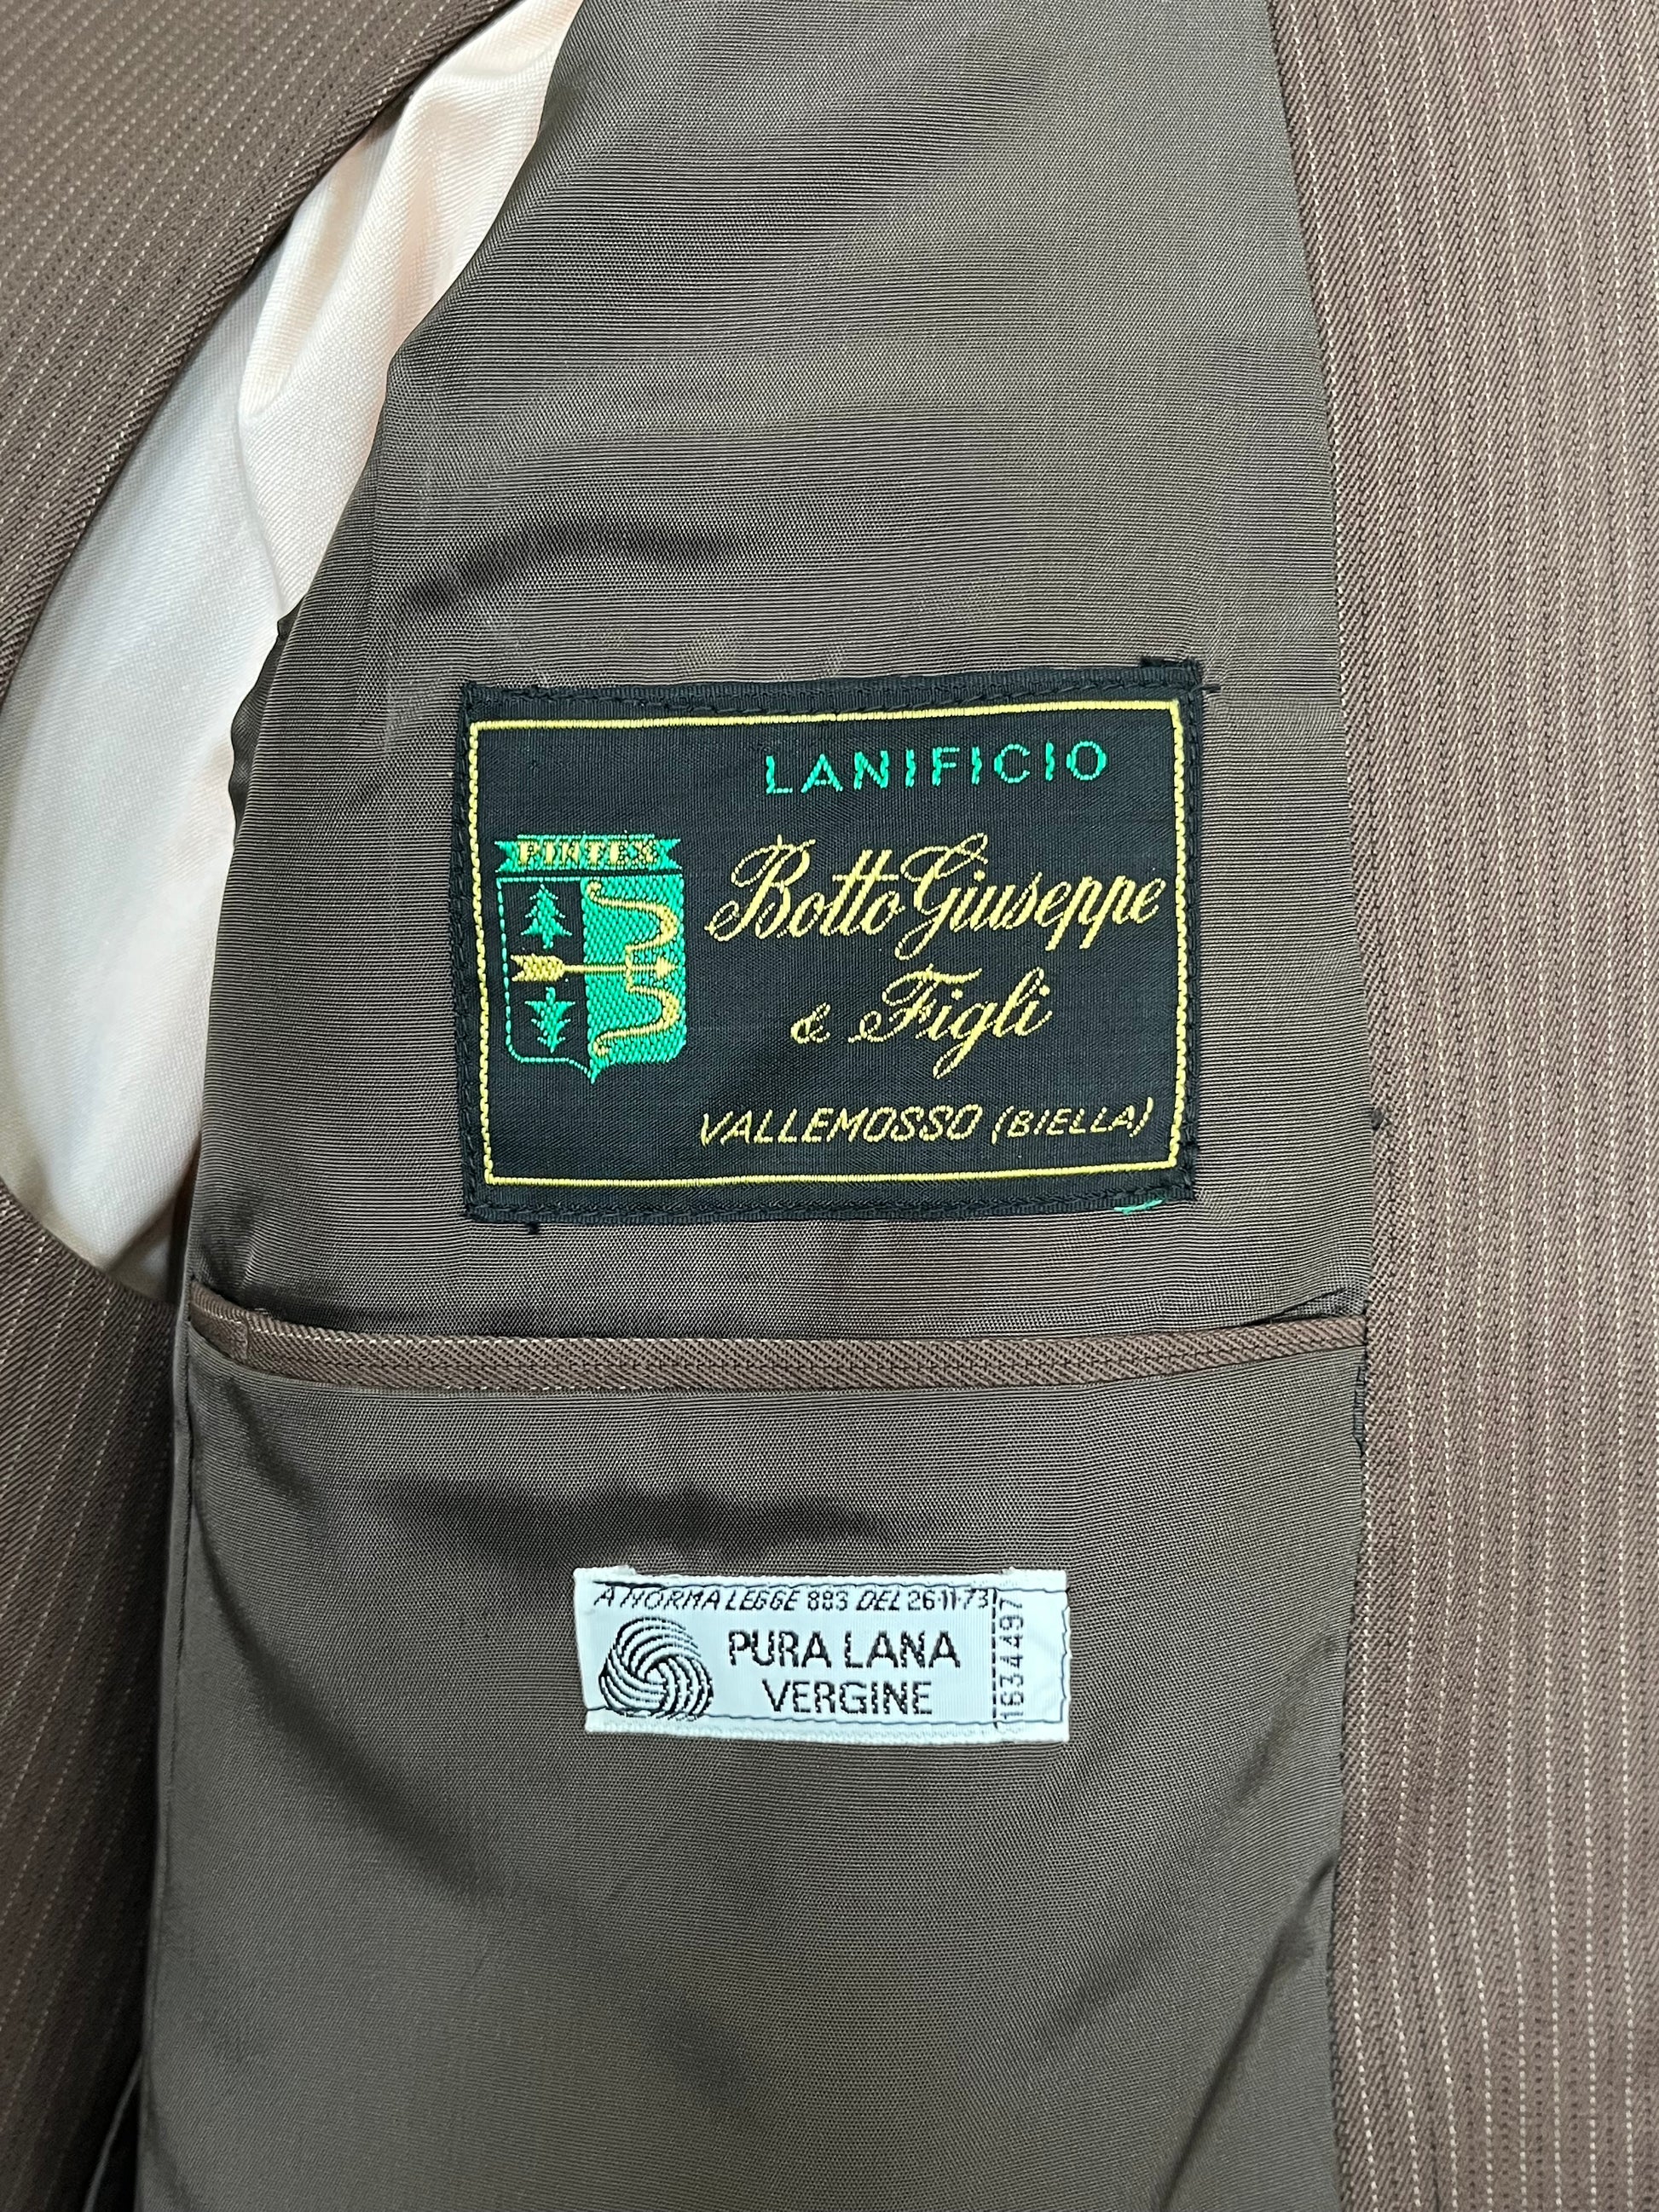 LANIFICIO
PINTEX
Botto Giuseppe
& Figli
VALLEMOSSO (BIELLA)
A NORMA LEGGE 883 DEL 26·11·73
PURA LANA
VERGINE
1634497